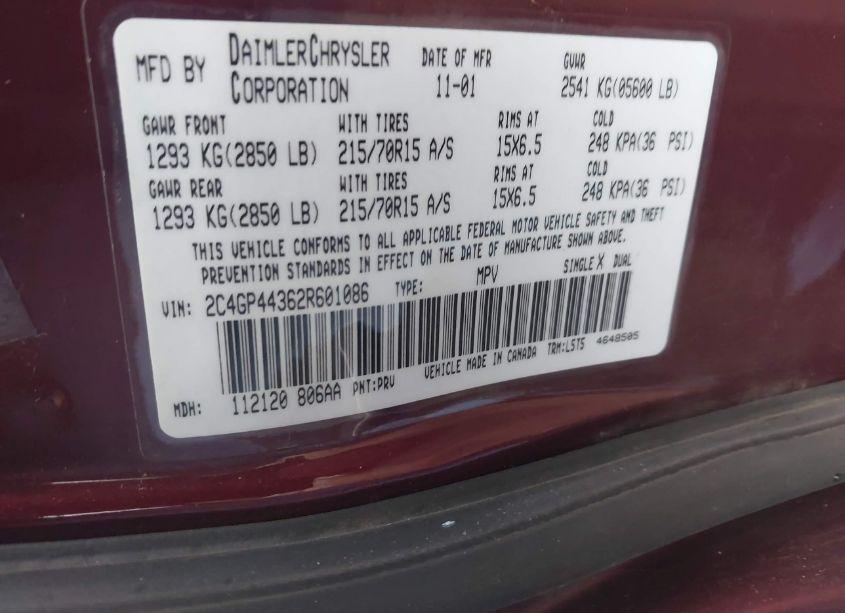 MFD BY DAIMLERCHRYSLER CORPORATION DATE OF MFR 11-01 GVWR 2541 KG(05600 LB)
GAWR FRONT WITH TIRES RIMS AT COLD
1293 KG(2850 LB) 215/70R15 A/S 15X6.5 248 KPA(36 PSI)
GAWR REAR WITH TIRES RIMS AT COLD
1293 KG(2850 LB) 215/70R15 A/S 15X6.5 248 KPA(36 PSI)
THIS VEHICLE CONFORMS TO ALL APPLICABLE FEDERAL MOTOR VEHICLE SAFETY AND THEFT
PREVENTION STANDARDS IN EFFECT ON THE DATE OF MANUFACTURE SHOWN ABOVE.
VIN: 2C4GP44362R601086 TYPE: MPV SINGLE X DUAL
MDH: 112120 806AA PNT:PRV VEHICLE MADE IN CANADA TRM:L5T5 4648505